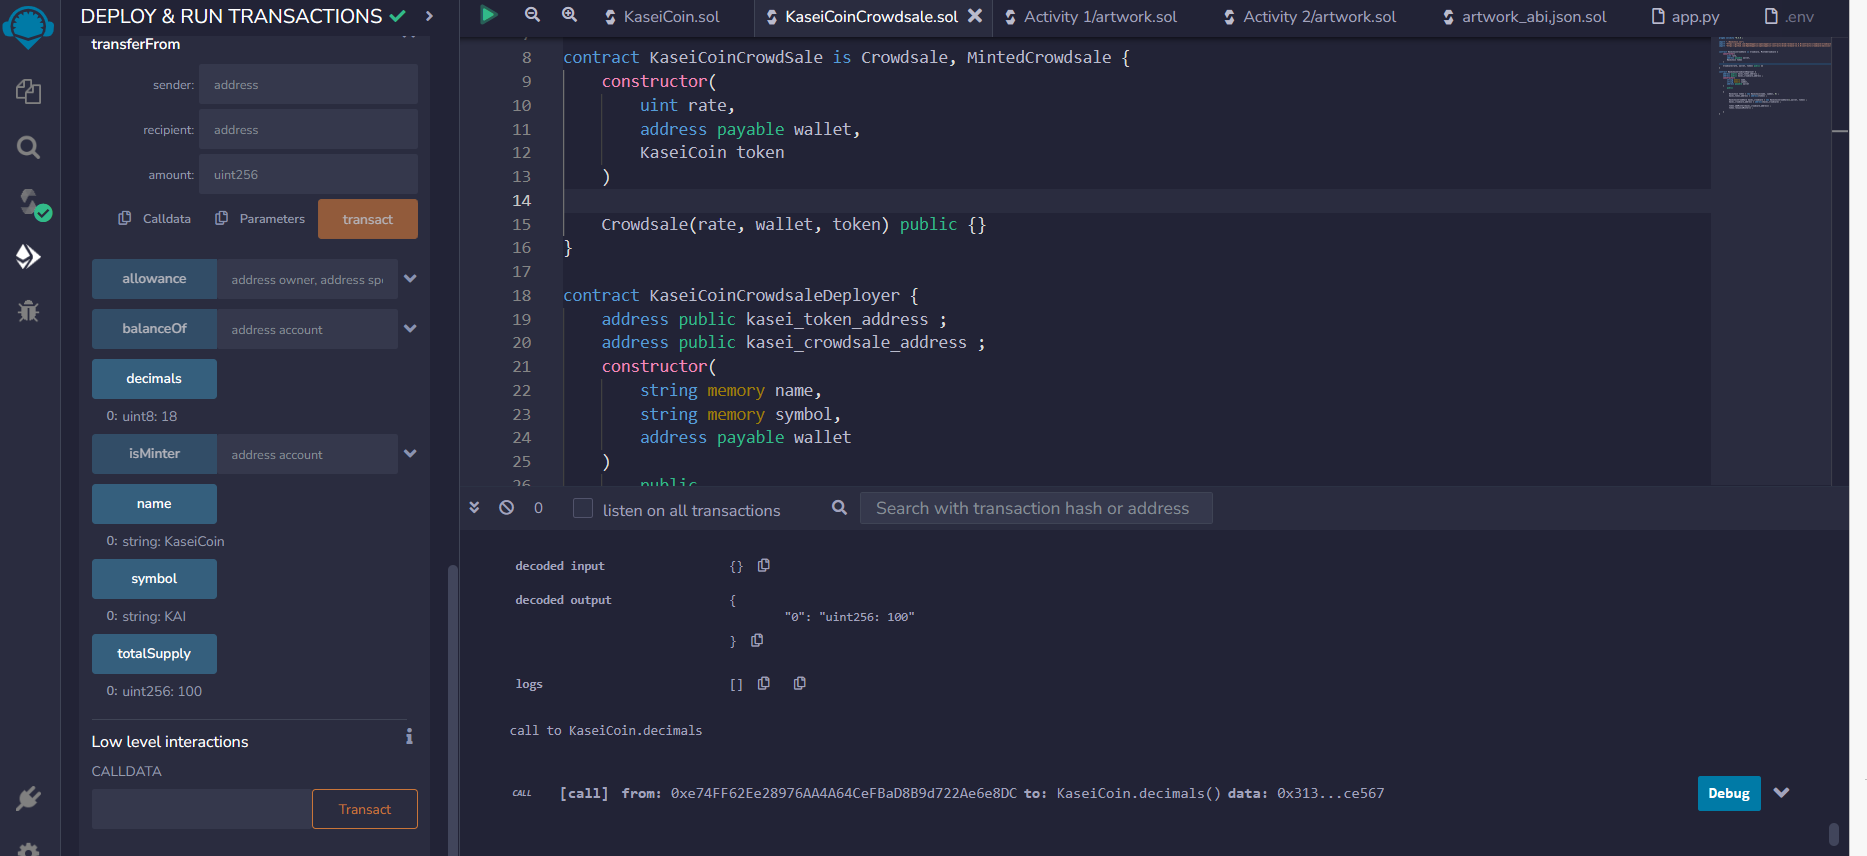 DEPLOY & RUN TRANSACTIONS
transferFrom
sender: address
recipient: address
amount: uint256
Calldata Parameters transact
allowance address owner, address sp
balanceOf address account
decimals
0: uint8: 18
isMinter address account
name
0: string: KaseiCoin
symbol
0: string: KAI
totalSupply
0: uint256: 100
Low level interactions
CALLDATA
Transact
KaseiCoin.sol KaseiCoinCrowdsale.sol Activity 1/artwork.sol Activity 2/artwork.sol artwork_abi.json.sol app.py .env
8 contract KaseiCoinCrowdSale is Crowdsale, MintedCrowdsale {
9 constructor(
10 uint rate,
11 address payable wallet,
12 KaseiCoin token
13 )
14
15 Crowdsale(rate, wallet, token) public {}
16 }
17
18 contract KaseiCoinCrowdsaleDeployer {
19 address public kasei_token_address ;
20 address public kasei_crowdsale_address ;
21 constructor(
22 string memory name,
23 string memory symbol,
24 address payable wallet
25 )
26 public
0 listen on all transactions Search with transaction hash or address
decoded input {}
decoded output {
"0": "uint256: 100"
}
logs []
call to KaseiCoin.decimals
CALL [call] from: 0xe74FF62Ee28976AA4A64CeFBaD8B9d722Ae6e8DC to: KaseiCoin.decimals() data: 0x313...ce567 Debug